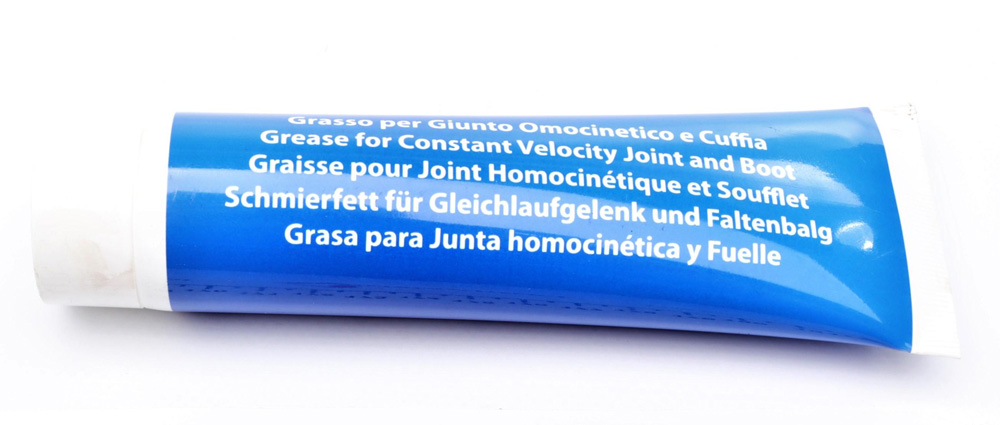 Grasso per Giunto Omocinetico e Cuffia
Grease for Constant Velocity Joint and Boot
Graisse pour Joint Homocinétique et Soufflet
Schmierfett für Gleichlaufgelenk und Faltenbalg
Grasa para Junta homocinética y Fuelle